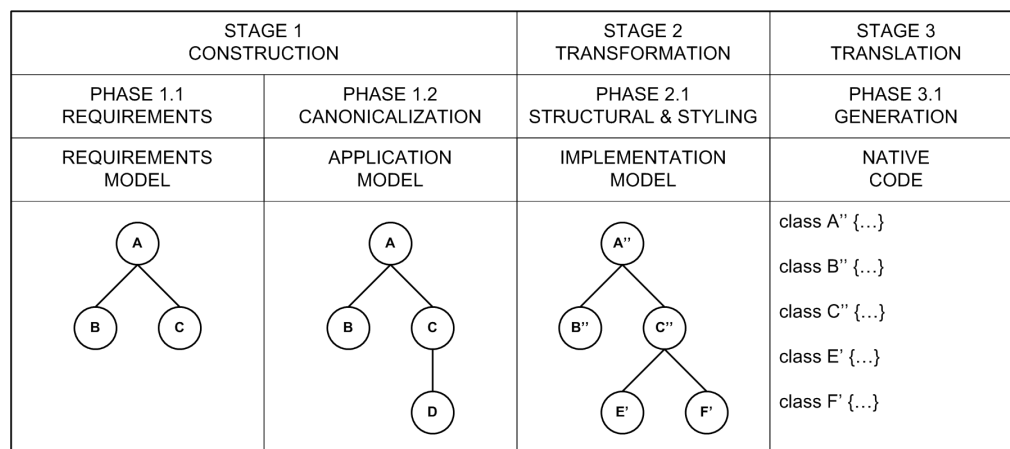 STAGE 1
CONSTRUCTION
STAGE 2
TRANSFORMATION
STAGE 3
TRANSLATION
PHASE 1.1
REQUIREMENTS
PHASE 1.2
CANONICALIZATION
PHASE 2.1
STRUCTURAL & STYLING
PHASE 3.1
GENERATION
REQUIREMENTS
MODEL
APPLICATION
MODEL
IMPLEMENTATION
MODEL
NATIVE
CODE
A
B
C
A
B
C
D
A’’
B’’
C’’
E’
F’
class A’’ {…}
class B’’ {…}
class C’’ {…}
class E’ {…}
class F’ {…}